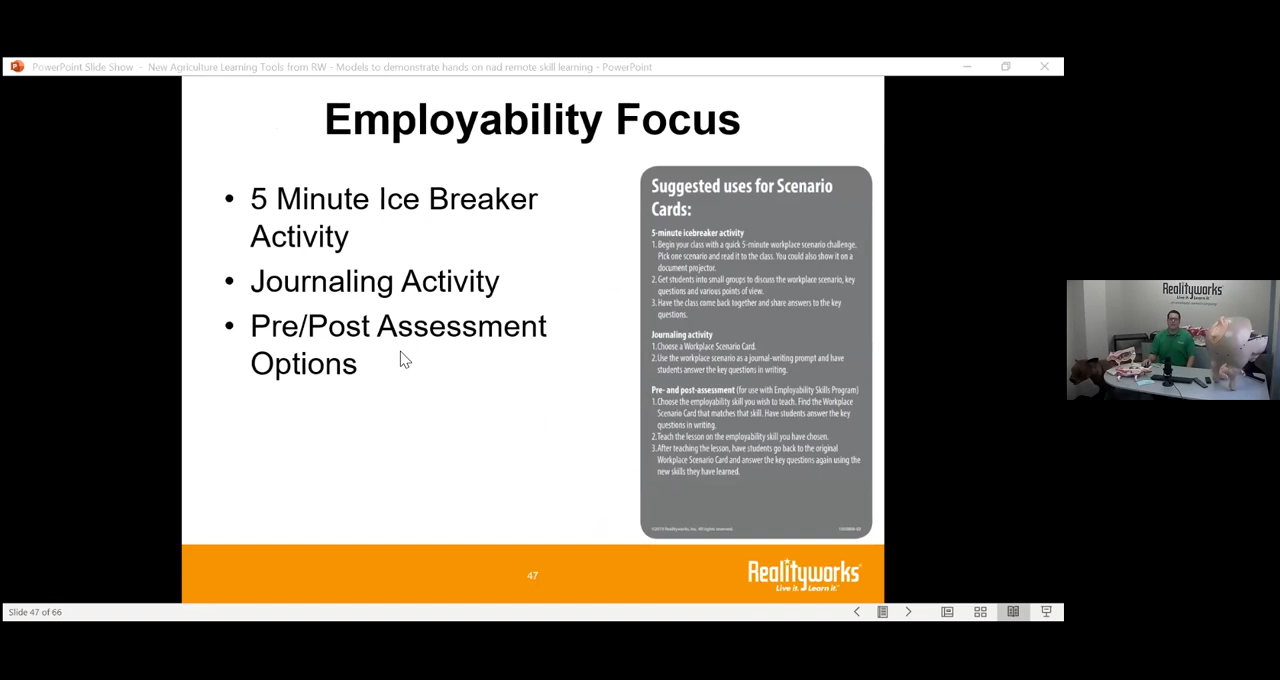 PowerPoint Slide Show - New Agriculture Learning Tools from RW - Models to demonstrate hands on nad remote skill learning - PowerPoint
Employability Focus
• 5 Minute Ice Breaker
Activity
• Journaling Activity
• Pre/Post Assessment
Options
Suggested uses for Scenario
Cards:
5-minute icebreaker activity
1. Begin your class with a quick 5-minute workplace scenario challenge.
Pick one scenario and read it to the class. You could also show it on a
document projector.
2. Get students into small groups to discuss the workplace scenario, key
questions and various points of view.
3. Have the class come back together and share answers to the key
questions.
Journaling activity
1. Choose a Workplace Scenario Card.
2. Use the workplace scenario as a journal-writing prompt and have
students answer the key questions in writing.
Pre- and post-assessment (for use with Employability Skills Program)
1. Choose the employability skill you wish to teach. Find the Workplace
Scenario Card that matches that skill. Have students answer the key
questions in writing.
2. Teach the lesson on the employability skill you have chosen.
3. After teaching the lesson, have students go back to the original
Workplace Scenario Card and answer the key questions again using the
new skills they have learned.
Realityworks, Inc. All rights reserved.
47
Realityworks
Live it. Learn it.
Slide 47 of 66
Realityworks
Live it. Learn it.